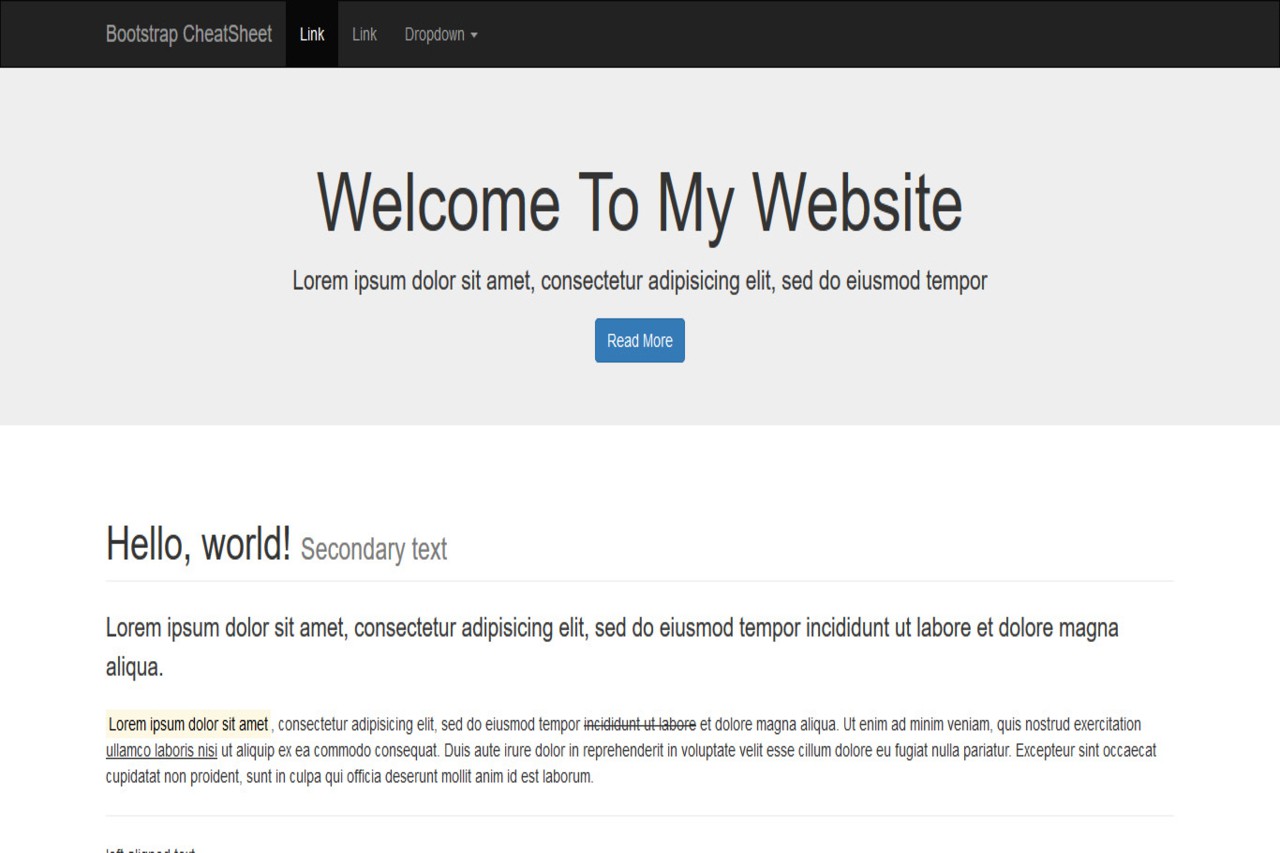 Bootstrap CheatSheet Link Link Dropdown
Welcome To My Website
Lorem ipsum dolor sit amet, consectetur adipisicing elit, sed do eiusmod tempor
Read More
Hello, world! Secondary text
Lorem ipsum dolor sit amet, consectetur adipisicing elit, sed do eiusmod tempor incididunt ut labore et dolore magna
aliqua.
Lorem ipsum dolor sit amet, consectetur adipisicing elit, sed do eiusmod tempor incididunt ut labore et dolore magna aliqua. Ut enim ad minim veniam, quis nostrud exercitation
ullamco laboris nisi ut aliquip ex ea commodo consequat. Duis aute irure dolor in reprehenderit in voluptate velit esse cillum dolore eu fugiat nulla pariatur. Excepteur sint occaecat
cupidatat non proident, sunt in culpa qui officia deserunt mollit anim id est laborum.
left aligned text